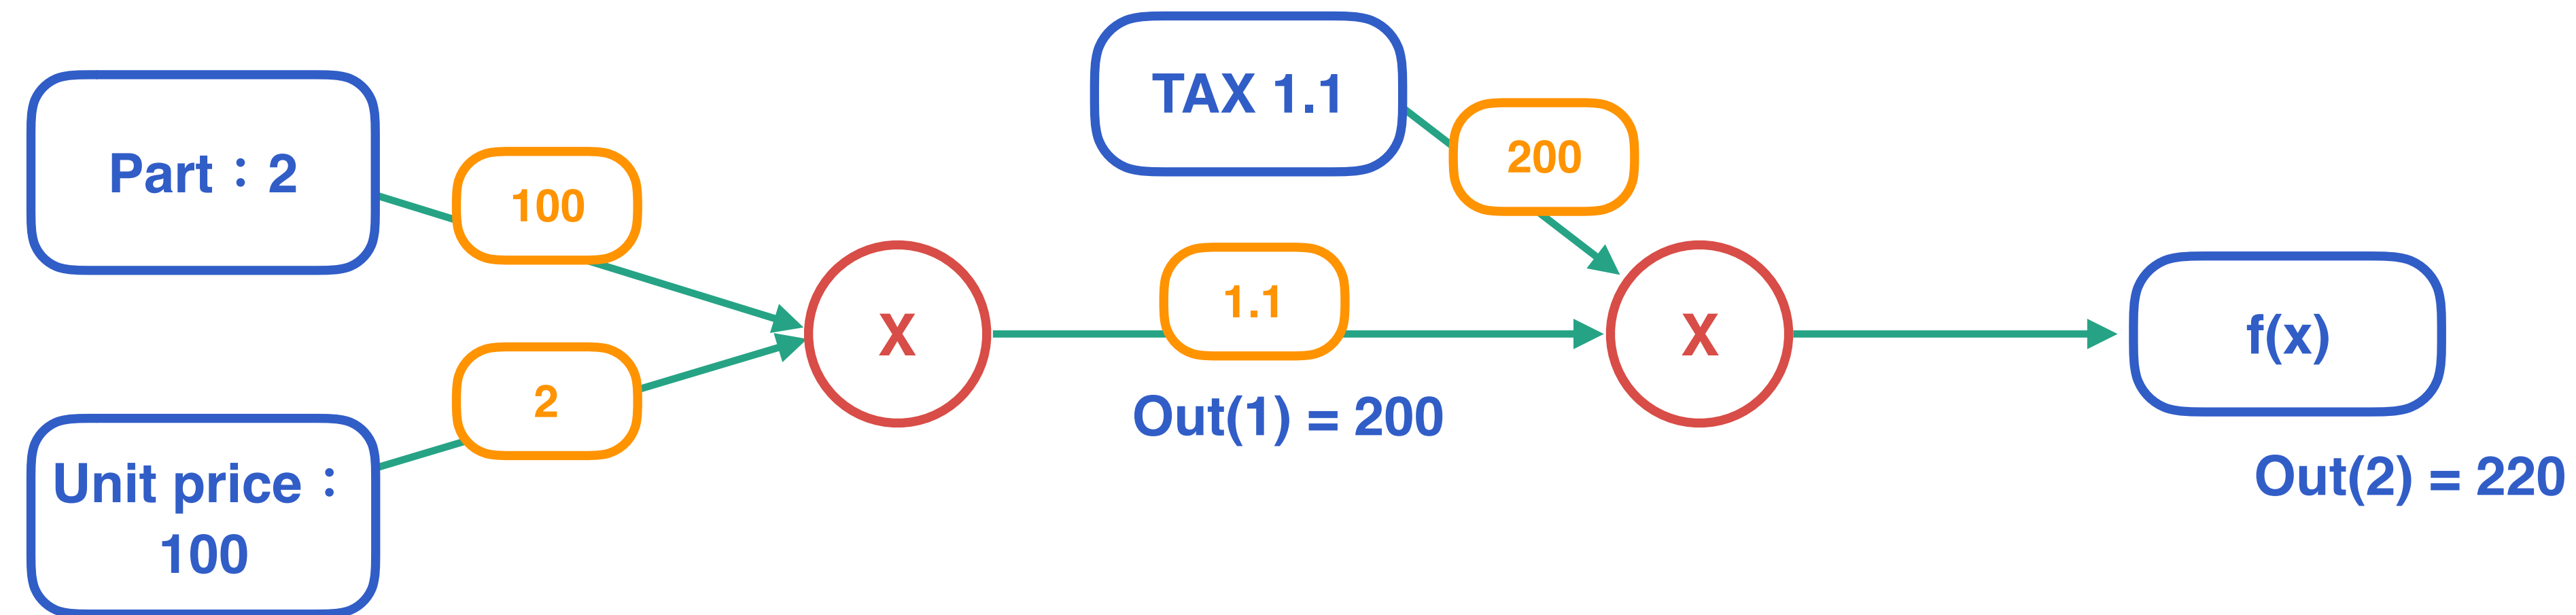 Part：2
100
2
Unit price：
100
X
TAX 1.1
200
1.1
Out(1) = 200
X
f(x)
Out(2) = 220